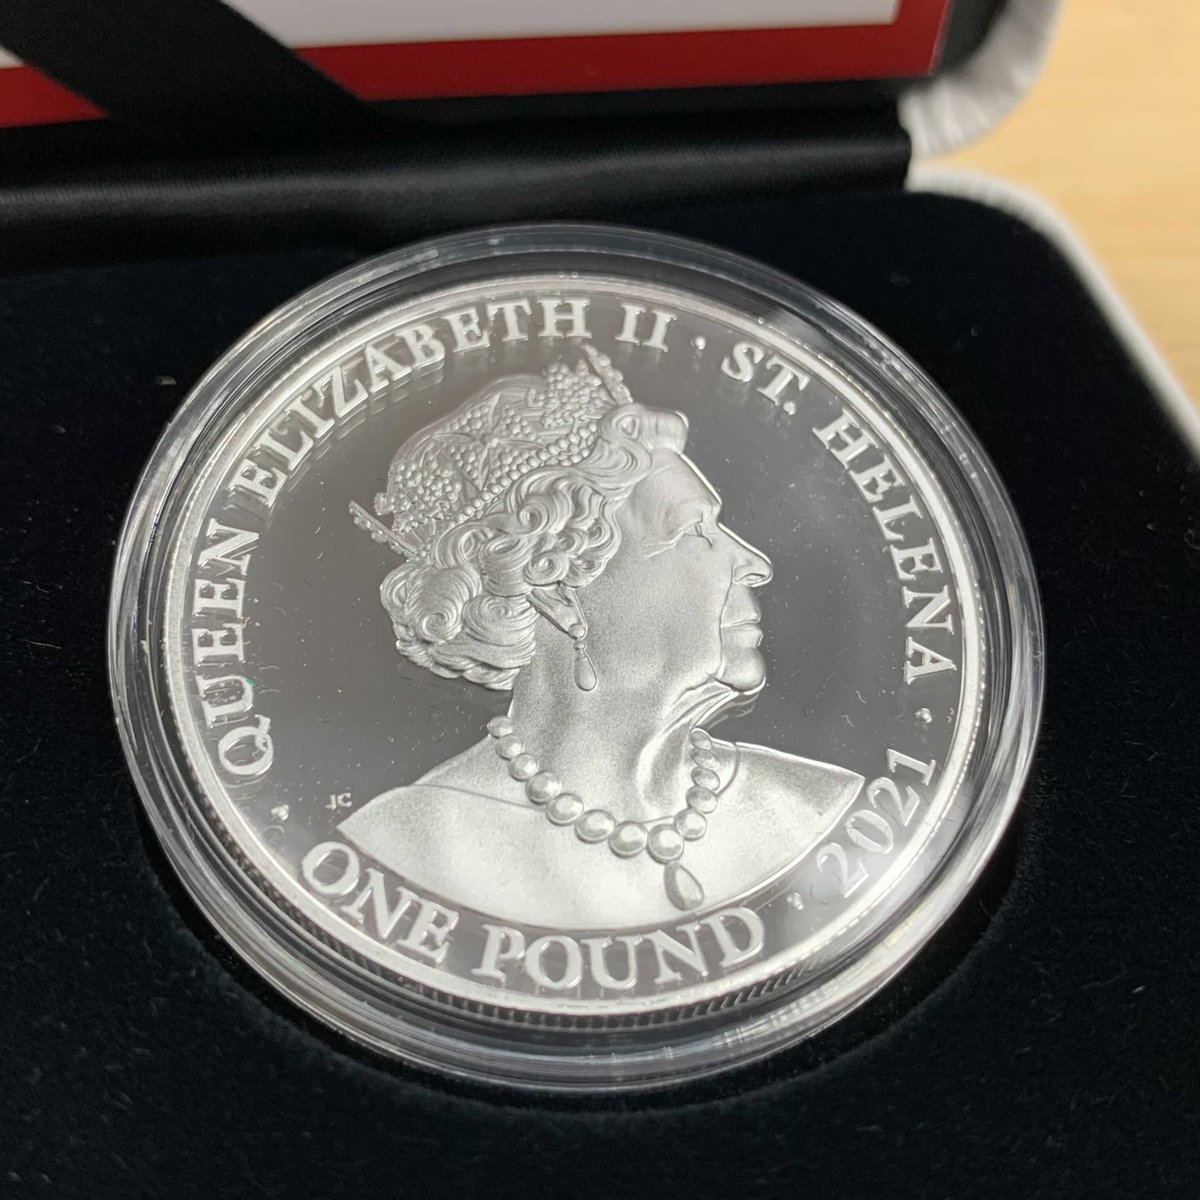 QUEEN ELIZABETH II · ST. HELENA · 2021 ·
JC
ONE POUND